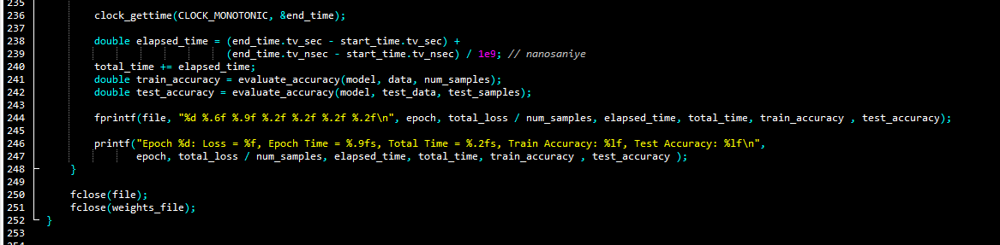 235
236 clock_gettime(CLOCK_MONOTONIC, &end_time);
237
238 double elapsed_time = (end_time.tv_sec - start_time.tv_sec) +
239 (end_time.tv_nsec - start_time.tv_nsec) / 1e9; // nanosaniye
240 total_time += elapsed_time;
241 double train_accuracy = evaluate_accuracy(model, data, num_samples);
242 double test_accuracy = evaluate_accuracy(model, test_data, test_samples);
243
244 fprintf(file, "%d %.6f %.9f %.2f %.2f %.2f %.2f\n", epoch, total_loss / num_samples, elapsed_time, total_time, train_accuracy , test_accuracy);
245
246 printf("Epoch %d: Loss = %f, Epoch Time = %.9fs, Total Time = %.2fs, Train Accuracy: %lf, Test Accuracy: %lf\n",
247 epoch, total_loss / num_samples, elapsed_time, total_time, train_accuracy , test_accuracy );
248 }
249
250 fclose(file);
251 fclose(weights_file);
252 }
253
254